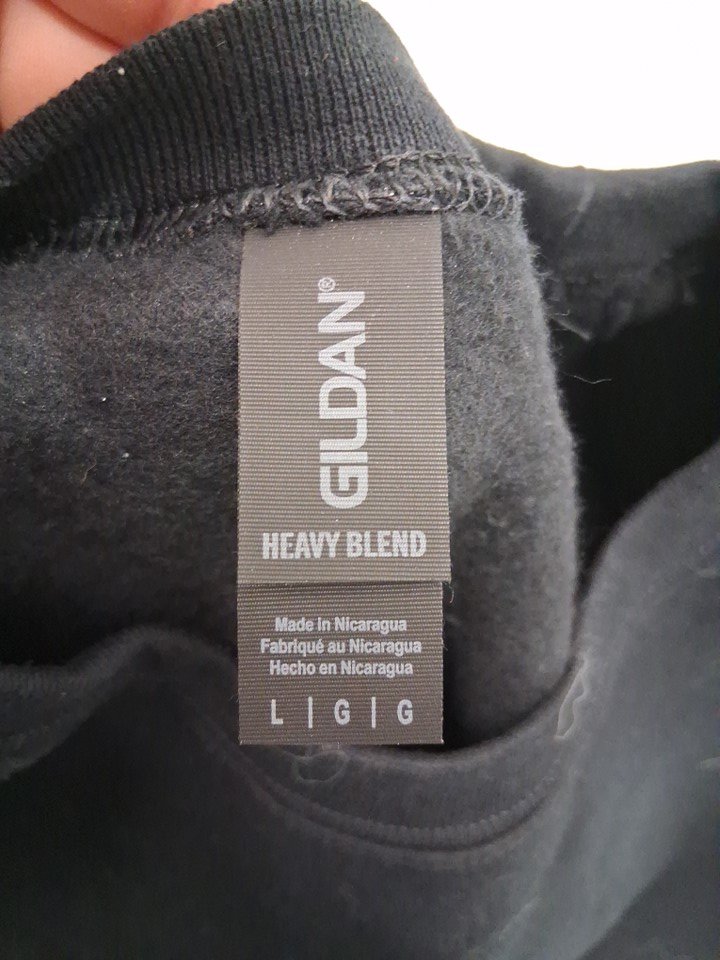 GILDAN®
HEAVY BLEND
Made in Nicaragua
Fabriqué au Nicaragua
Hecho en Nicaragua
L | G | G